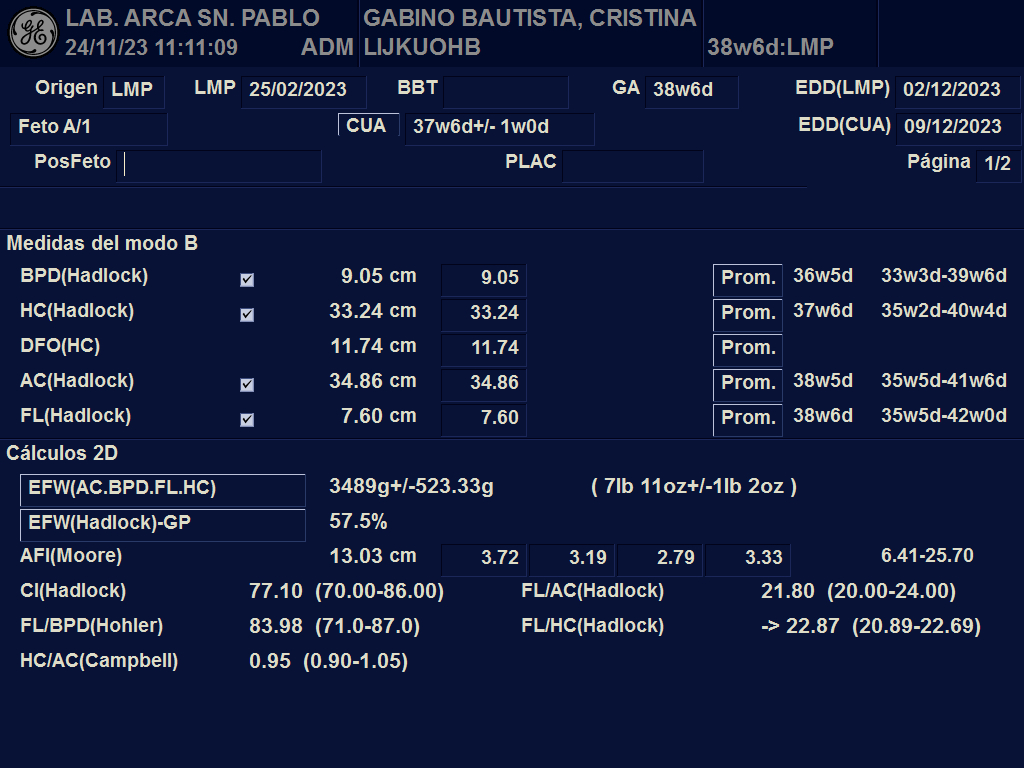 GE
LAB. ARCA SN. PABLO GABINO BAUTISTA, CRISTINA
24/11/23 11:11:09 ADM LIJKUOHB 38w6d:LMP
Origen LMP LMP 25/02/2023 BBT GA 38w6d EDD(LMP) 02/12/2023
Feto A/1 CUA 37w6d+/- 1w0d EDD(CUA) 09/12/2023
PosFeto PLAC Página 1/2
Medidas del modo B
BPD(Hadlock) 9.05 cm 9.05 Prom. 36w5d 33w3d-39w6d
HC(Hadlock) 33.24 cm 33.24 Prom. 37w6d 35w2d-40w4d
DFO(HC) 11.74 cm 11.74 Prom.
AC(Hadlock) 34.86 cm 34.86 Prom. 38w5d 35w5d-41w6d
FL(Hadlock) 7.60 cm 7.60 Prom. 38w6d 35w5d-42w0d
Cálculos 2D
EFW(AC.BPD.FL.HC) 3489g+/-523.33g ( 7lb 11oz+/-1lb 2oz )
EFW(Hadlock)-GP 57.5%
AFI(Moore) 13.03 cm 3.72 3.19 2.79 3.33 6.41-25.70
CI(Hadlock) 77.10 (70.00-86.00) FL/AC(Hadlock) 21.80 (20.00-24.00)
FL/BPD(Hohler) 83.98 (71.0-87.0) FL/HC(Hadlock) -> 22.87 (20.89-22.69)
HC/AC(Campbell) 0.95 (0.90-1.05)